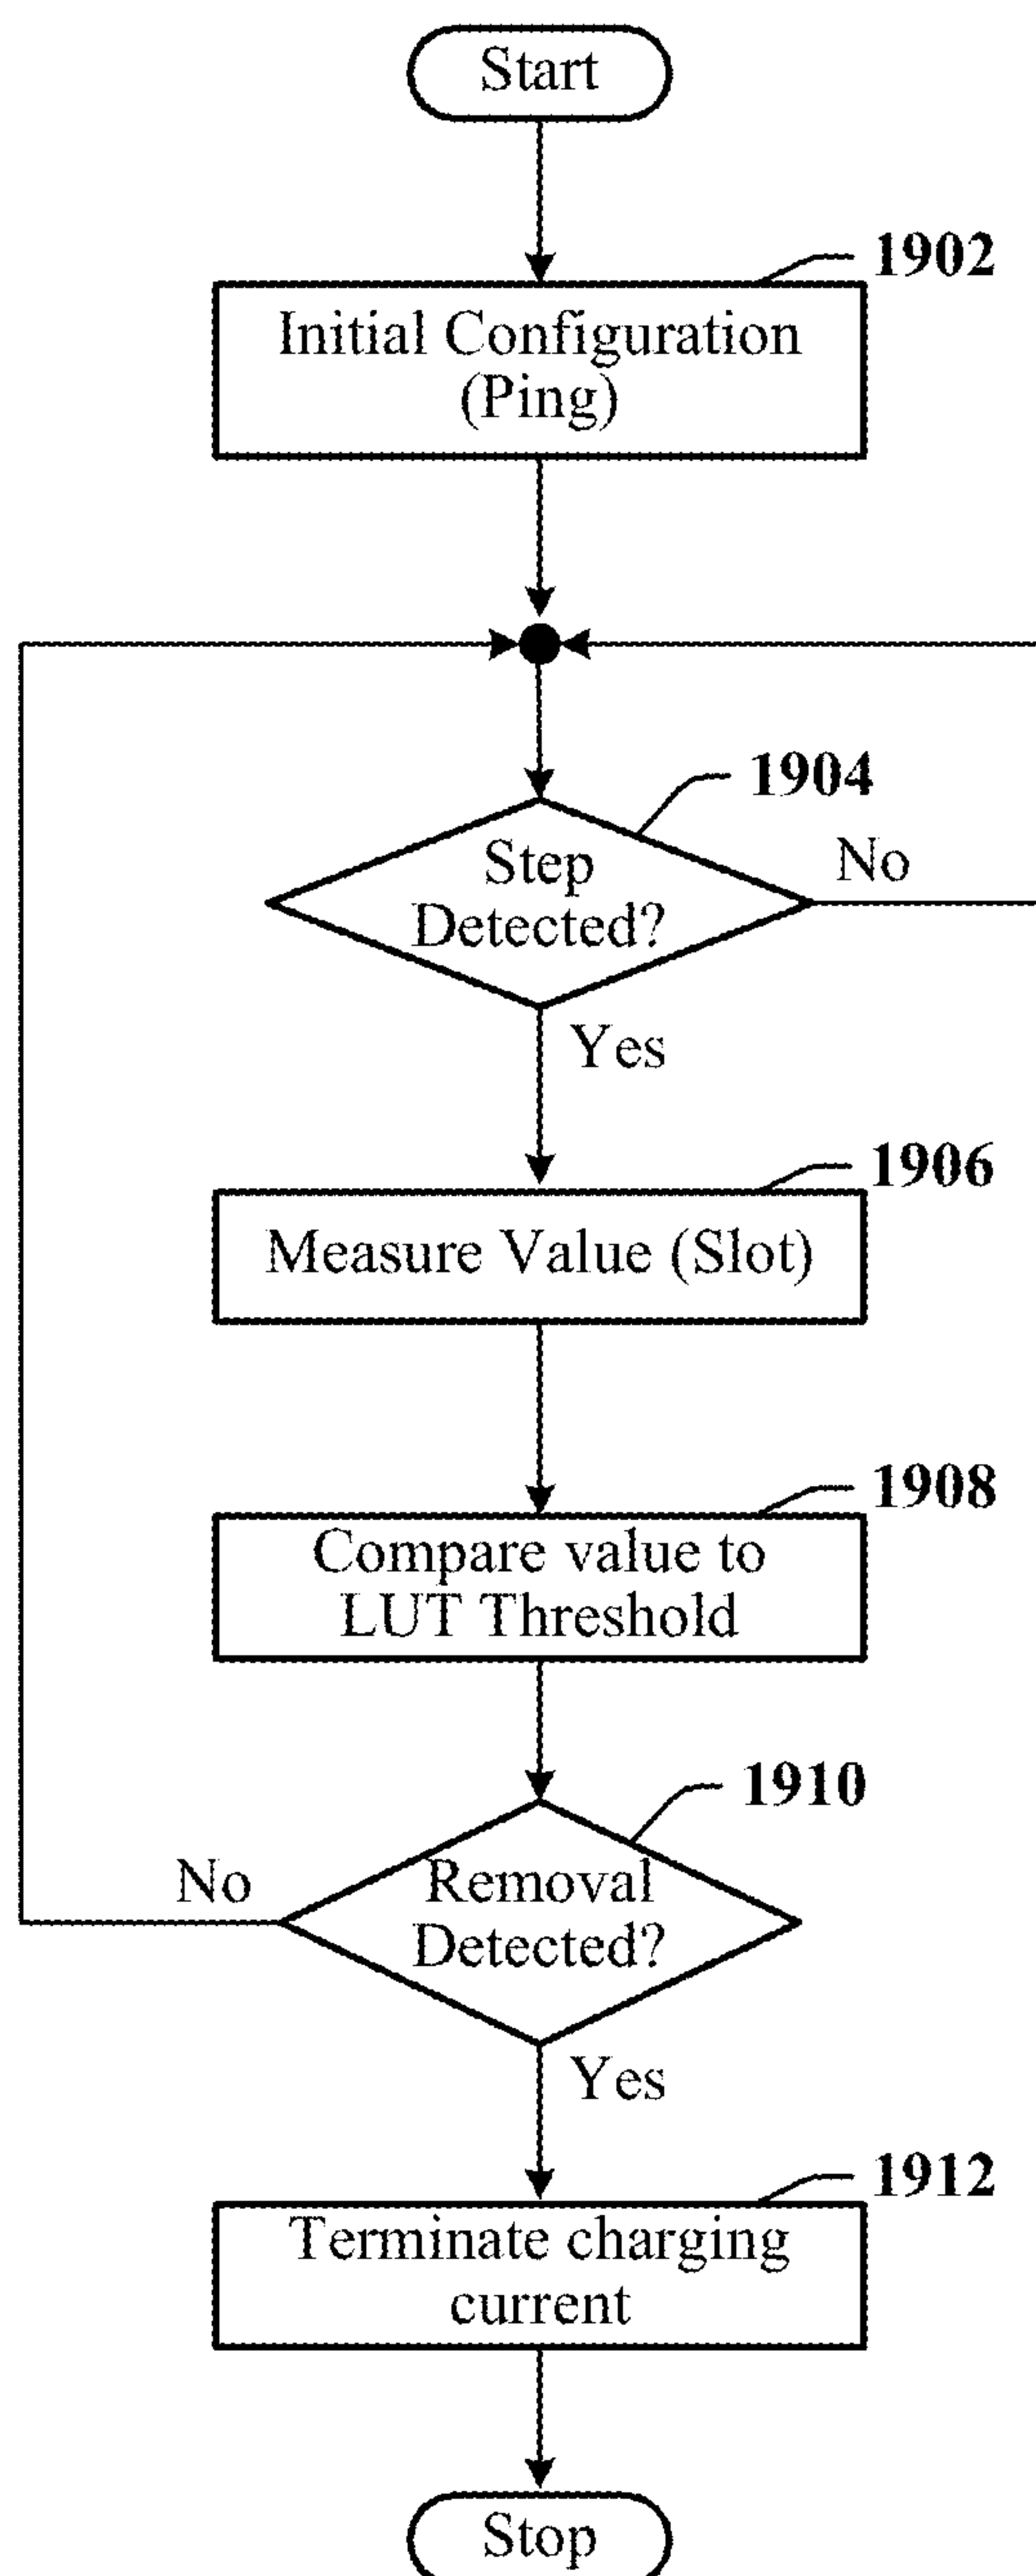 Start
1902
Initial Configuration
(Ping)
1904
Step
Detected?
No
Yes
1906
Measure Value (Slot)
1908
Compare value to
LUT Threshold
1910
No
Removal
Detected?
Yes
1912
Terminate charging
current
Stop